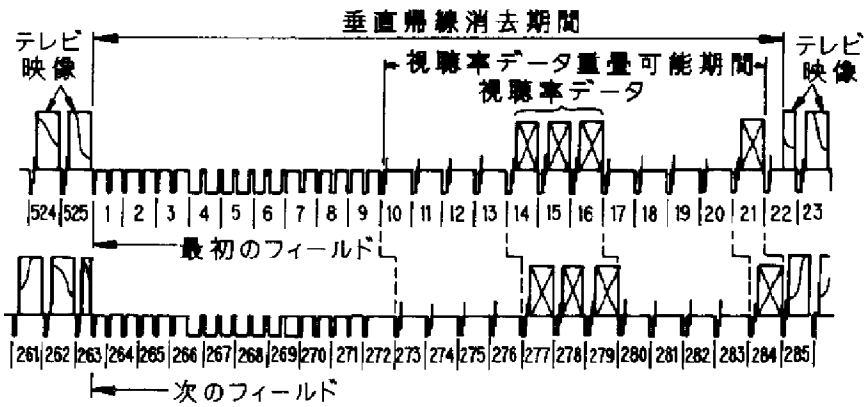 垂直帰線消去期間
テレビ
映像
テレビ
映像
視聴率データ重畳可能期間
視聴率データ
524 525 1 2 3 4 5 6 7 8 9 10 11 12 13 14 15 16 17 18 19 20 21 22 23
最初のフィールド
261 262 263 264 265 266 267 268 269 270 271 272 273 274 275 276 277 278 279 280 281 282 283 284 285
次のフィールド